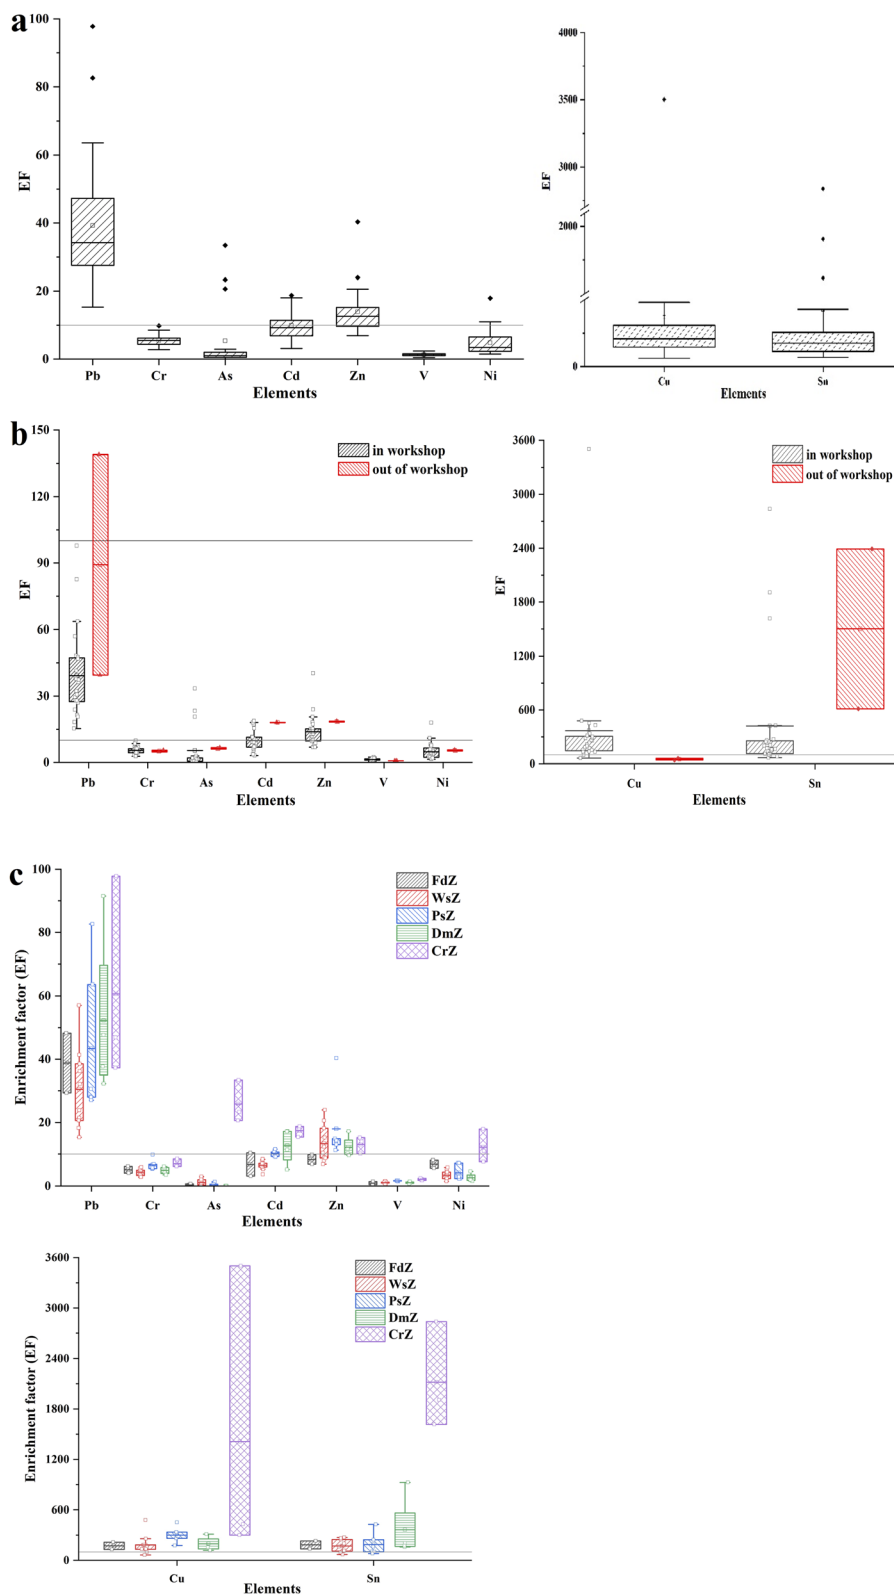 a
100
80
60
40
20
0
EF
Pb Cr As Cd Zn V Ni
Elements
4000
3500
3000
2000
0
EF
Cu Sn
Elements
b
150
120
90
60
30
0
EF
in workshop
out of workshop
Pb Cr As Cd Zn V Ni
Elements
3600
3000
2400
1800
1200
600
0
EF
in workshop
out of workshop
Cu Sn
Elements
c
100
80
60
40
20
0
Enrichment factor (EF)
FdZ
WsZ
PsZ
DmZ
CrZ
Pb Cr As Cd Zn V Ni
Elements
3600
3000
2400
1800
1200
600
0
Enrichment factor (EF)
FdZ
WsZ
PsZ
DmZ
CrZ
Cu Sn
Elements